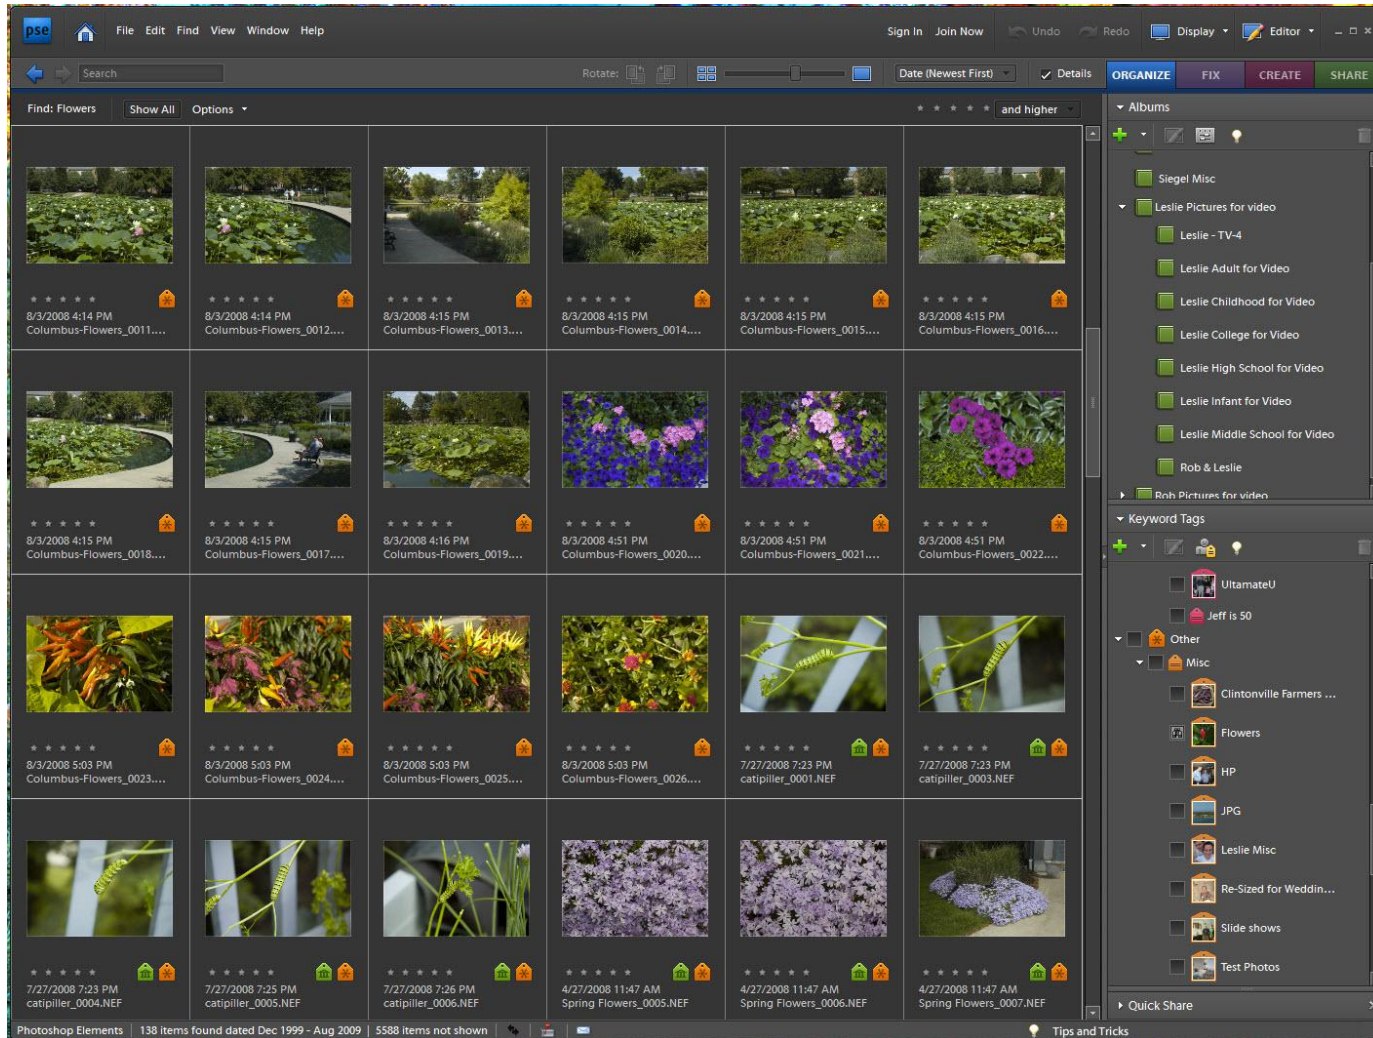 pse File Edit Find View Window Help Sign In Join Now Undo Redo Display Editor
Search Rotate: Date (Newest First) Details ORGANIZE FIX CREATE SHARE
Find: Flowers Show All Options and higher
Albums
Siegel Misc
Leslie Pictures for video
Leslie - TV-4
Leslie Adult for Video
Leslie Childhood for Video
Leslie College for Video
Leslie High School for Video
Leslie Infant for Video
Leslie Middle School for Video
Rob & Leslie
Rob Pictures for video
Keyword Tags
UltamateU
Jeff is 50
Other
Misc
Clintonville Farmers ...
Flowers
HP
JPG
Leslie Misc
Re-Sized for Weddin...
Slide shows
Test Photos
Quick Share
8/3/2008 4:14 PM 8/3/2008 4:14 PM 8/3/2008 4:15 PM 8/3/2008 4:15 PM 8/3/2008 4:15 PM 8/3/2008 4:15 PM
Columbus-Flowers_0011.... Columbus-Flowers_0012.... Columbus-Flowers_0013.... Columbus-Flowers_0014.... Columbus-Flowers_0015.... Columbus-Flowers_0016....
8/3/2008 4:15 PM 8/3/2008 4:15 PM 8/3/2008 4:16 PM 8/3/2008 4:51 PM 8/3/2008 4:51 PM 8/3/2008 4:51 PM
Columbus-Flowers_0018.... Columbus-Flowers_0017.... Columbus-Flowers_0019.... Columbus-Flowers_0020.... Columbus-Flowers_0021.... Columbus-Flowers_0022....
8/3/2008 5:03 PM 8/3/2008 5:03 PM 8/3/2008 5:03 PM 8/3/2008 5:03 PM 7/27/2008 7:23 PM 7/27/2008 7:23 PM
Columbus-Flowers_0023.... Columbus-Flowers_0024.... Columbus-Flowers_0025.... Columbus-Flowers_0026.... catipiller_0001.NEF catipiller_0003.NEF
7/27/2008 7:23 PM 7/27/2008 7:25 PM 7/27/2008 7:26 PM 4/27/2008 11:47 AM 4/27/2008 11:47 AM 4/27/2008 11:47 AM
catipiller_0004.NEF catipiller_0005.NEF catipiller_0006.NEF Spring Flowers_0005.NEF Spring Flowers_0006.NEF Spring Flowers_0007.NEF
Photoshop Elements 138 items found dated Dec 1999 - Aug 2009 5588 items not shown Tips and Tricks